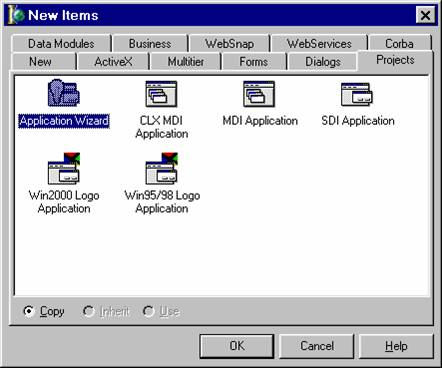 New Items
Data Modules Business WebSnap WebServices Corba
New ActiveX Multitier Forms Dialogs Projects
Application Wizard CLX MDI MDI Application SDI Application
Application
Win2000 Logo Win95/98 Logo
Application Application
Copy Inherit Use
OK Cancel Help